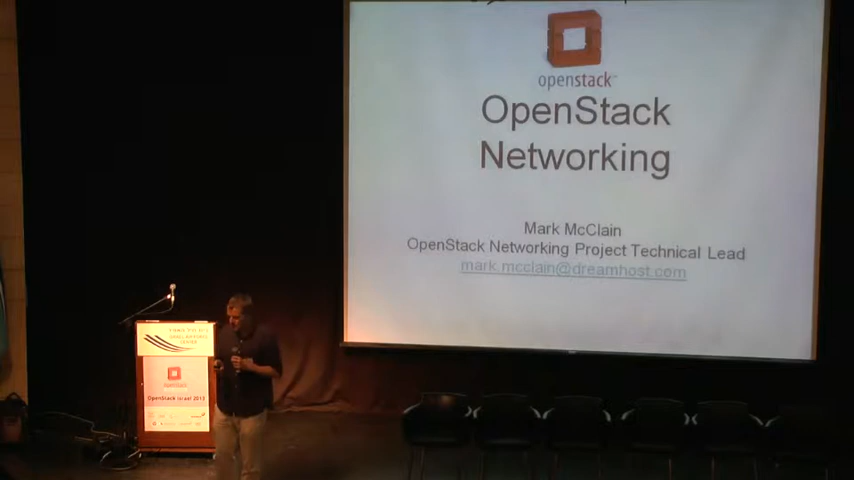 openstack
OpenStack
Networking
Mark McClain
OpenStack Networking Project Technical Lead
mark.mcclain@dreamhost.com
openstack
OpenStack Israel 2013